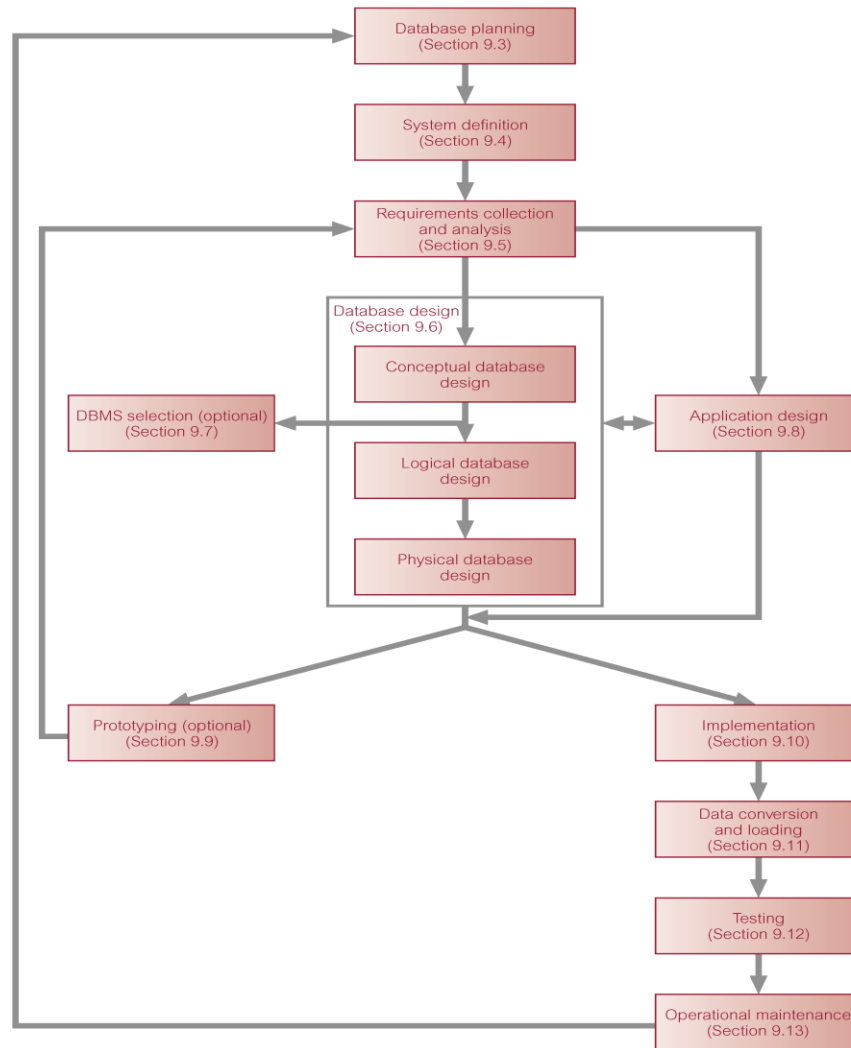 Database planning
(Section 9.3)
System definition
(Section 9.4)
Requirements collection
and analysis
(Section 9.5)
Database design
(Section 9.6)
Conceptual database
design
DBMS selection (optional)
(Section 9.7)
Application design
(Section 9.8)
Logical database
design
Physical database
design
Prototyping (optional)
(Section 9.9)
Implementation
(Section 9.10)
Data conversion
and loading
(Section 9.11)
Testing
(Section 9.12)
Operational maintenance
(Section 9.13)